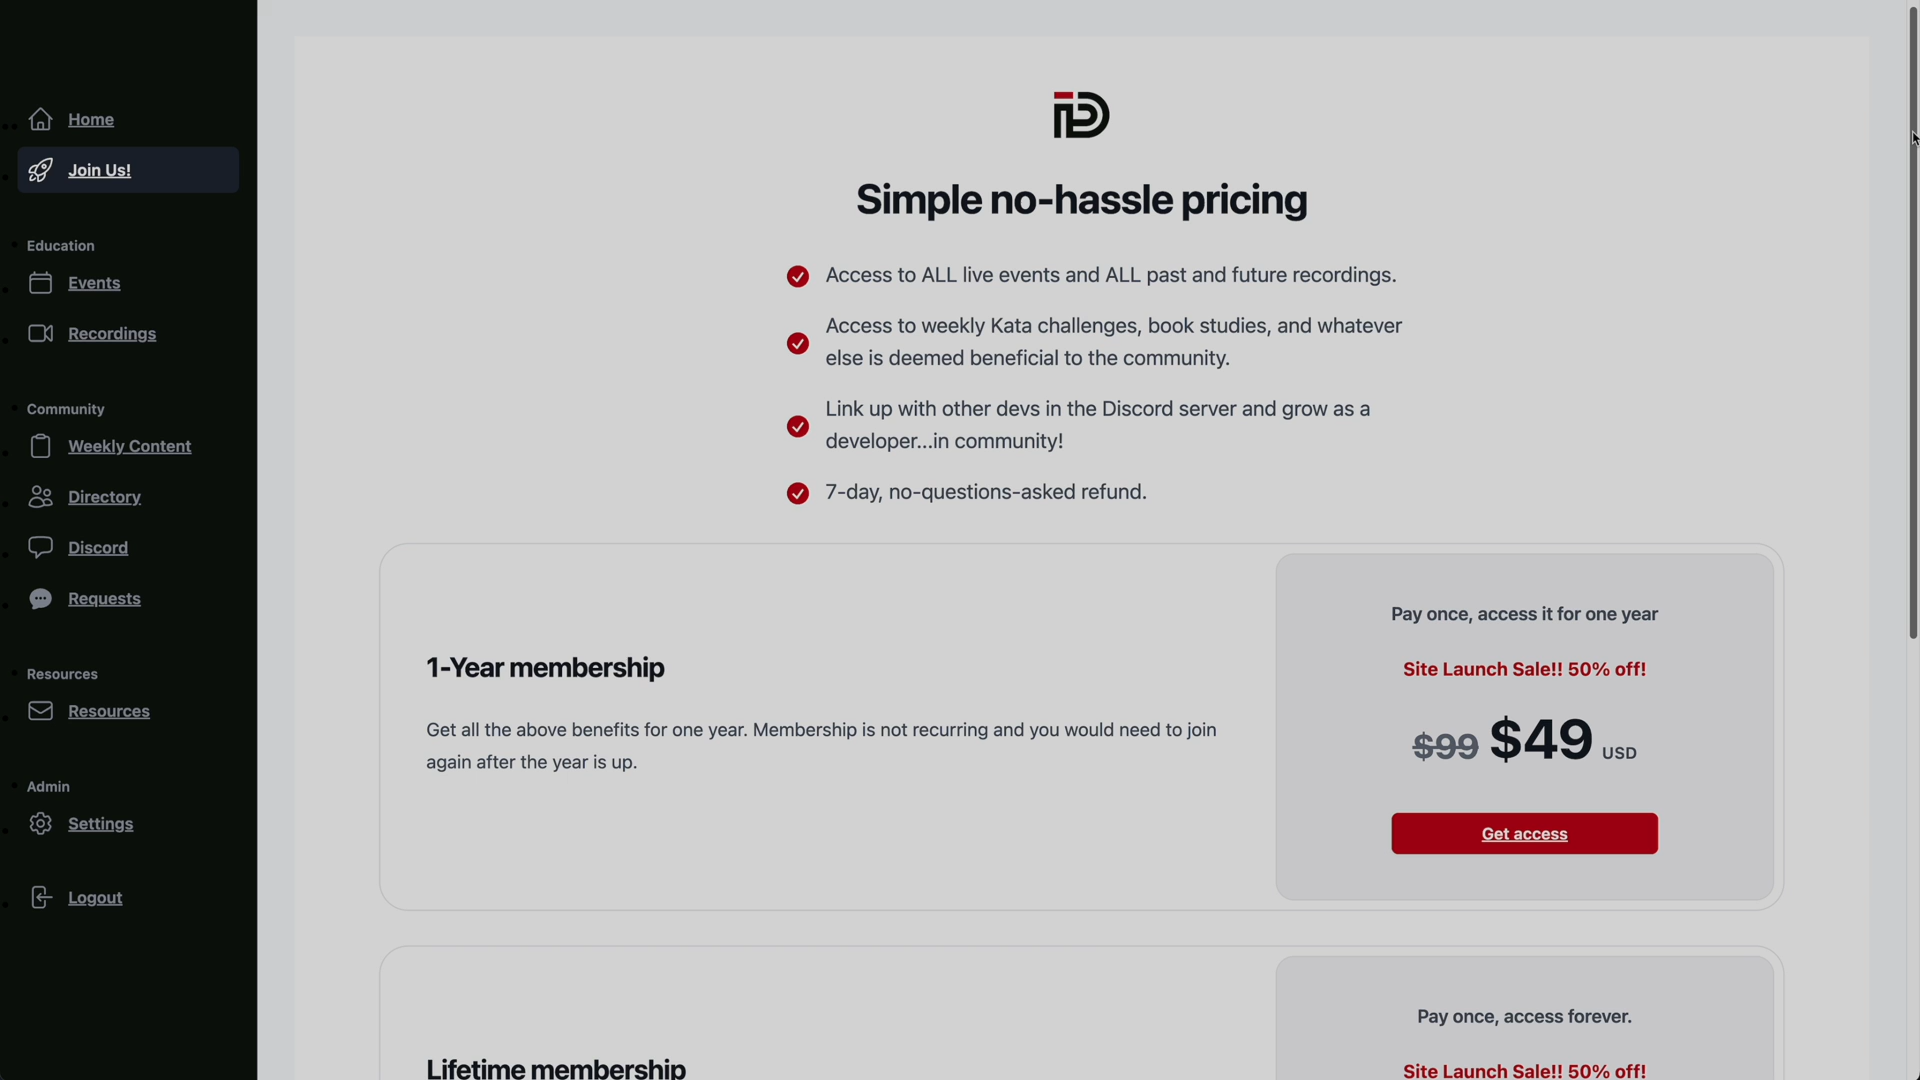 Home
Join Us!
Education
Events
Recordings
Community
Weekly Content
Directory
Discord
Requests
Resources
Resources
Admin
Settings
Logout
Simple no-hassle pricing
Access to ALL live events and ALL past and future recordings.
Access to weekly Kata challenges, book studies, and whatever
else is deemed beneficial to the community.
Link up with other devs in the Discord server and grow as a
developer...in community!
7-day, no-questions-asked refund.
1-Year membership
Get all the above benefits for one year. Membership is not recurring and you would need to join
again after the year is up.
Pay once, access it for one year
Site Launch Sale!! 50% off!
$99 $49 USD
Get access
Lifetime membership
Pay once, access forever.
Site Launch Sale!! 50% off!